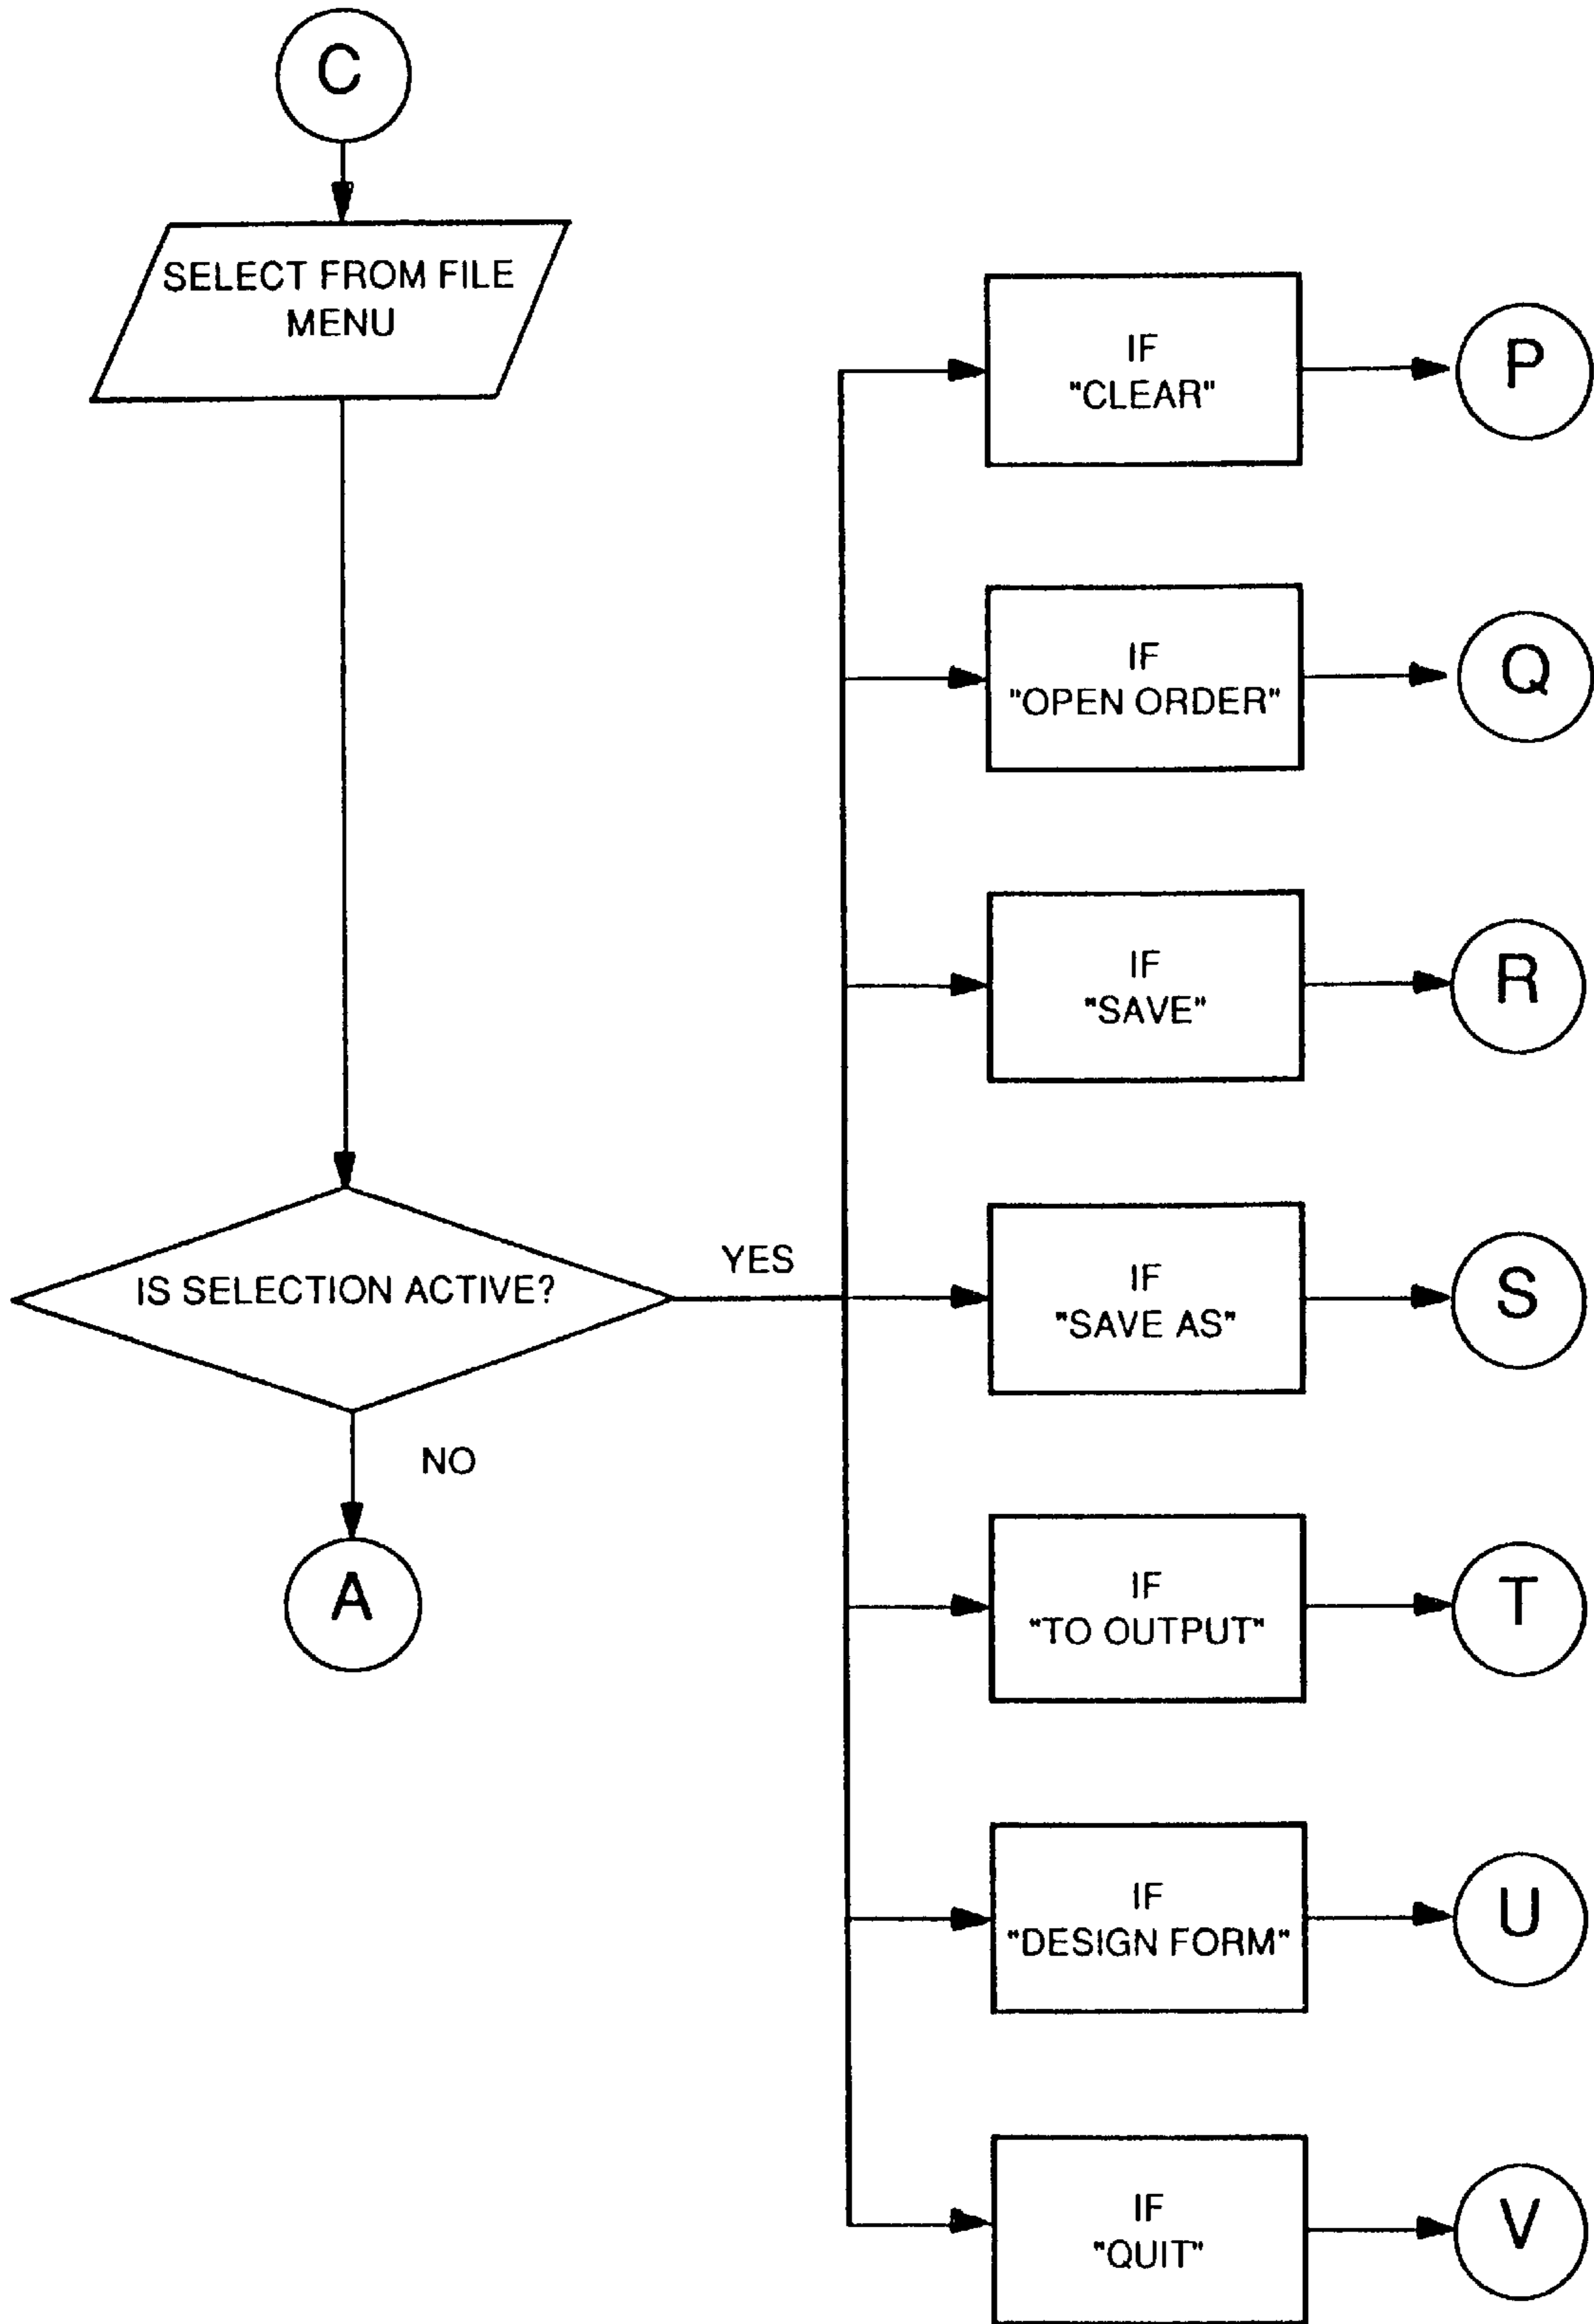 C
SELECT FROM FILE
MENU
IS SELECTION ACTIVE?
YES
NO
A
IF
"CLEAR"
P
IF
"OPEN ORDER"
Q
IF
"SAVE"
R
IF
"SAVE AS"
S
IF
"TO OUTPUT"
T
IF
"DESIGN FORM"
U
IF
"QUIT"
V